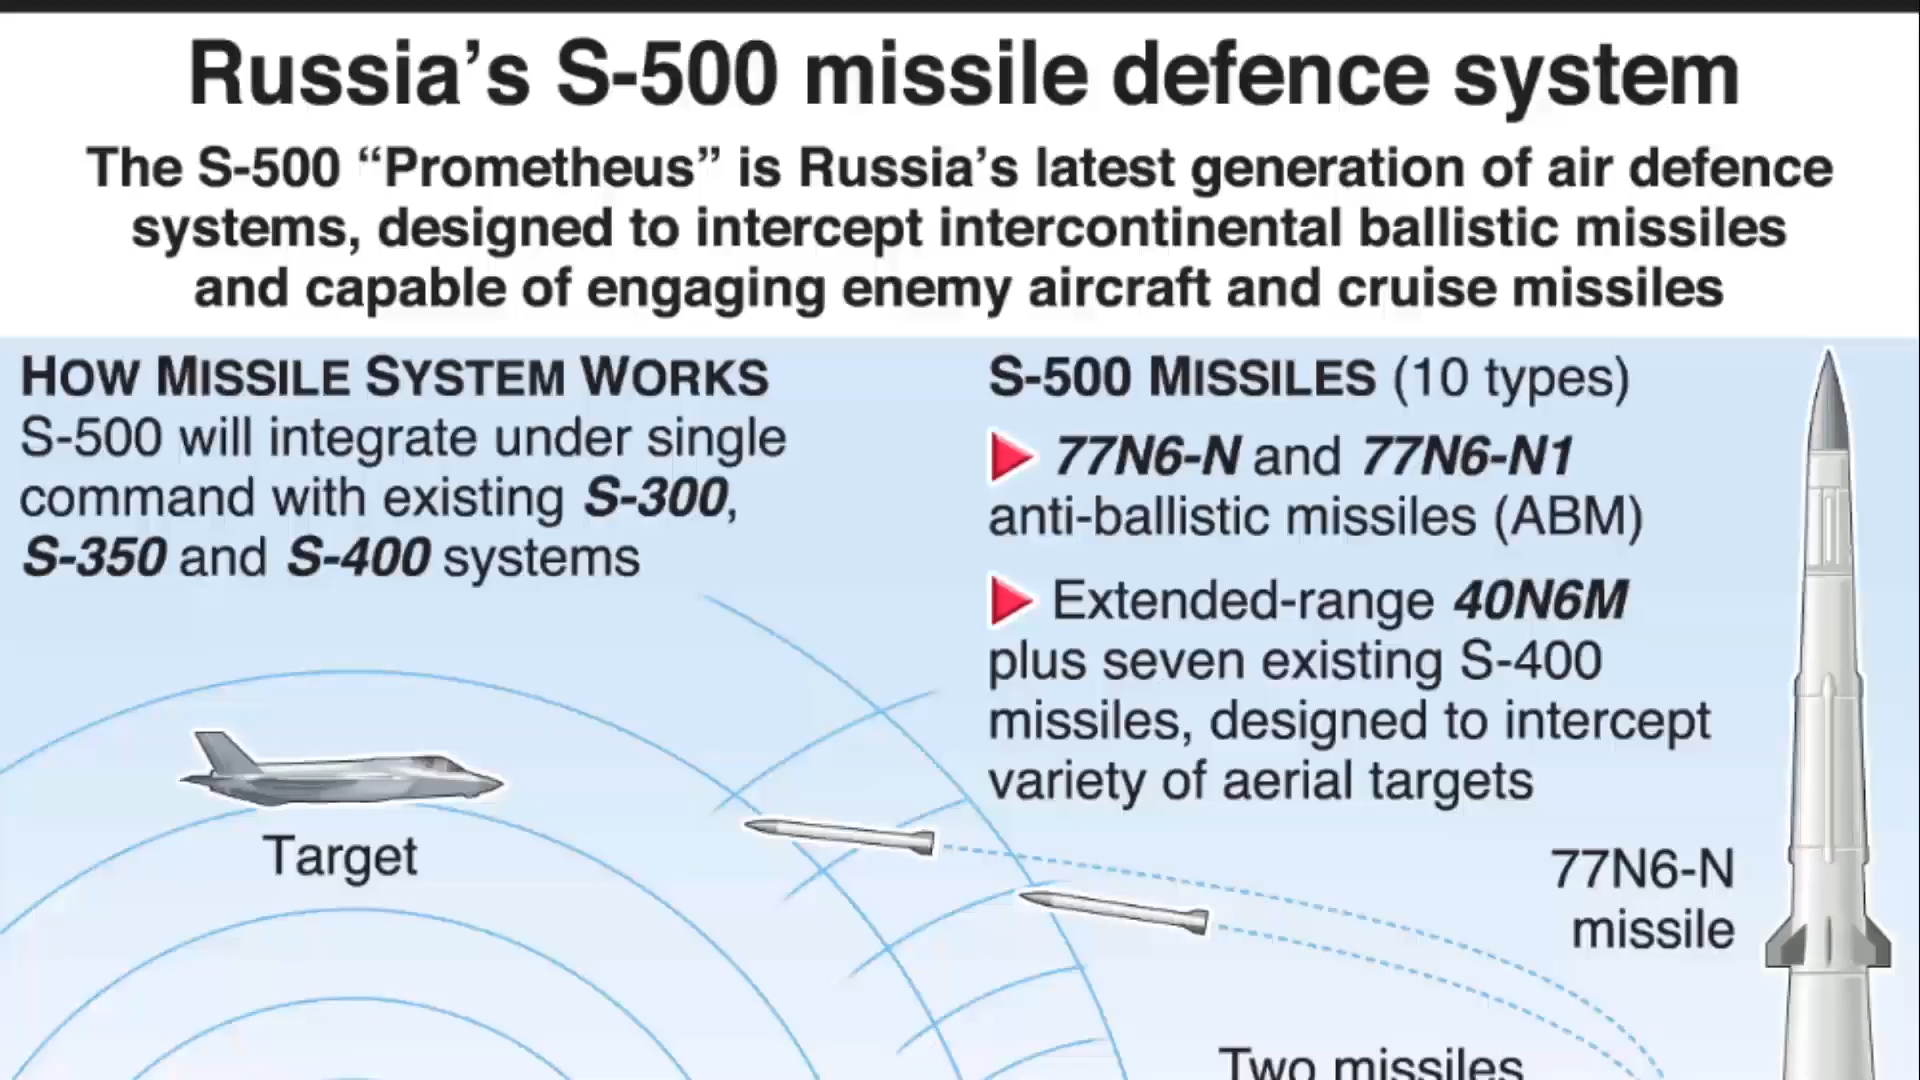 Russia’s S-500 missile defence system
The S-500 “Prometheus” is Russia’s latest generation of air defence
systems, designed to intercept intercontinental ballistic missiles
and capable of engaging enemy aircraft and cruise missiles
HOW MISSILE SYSTEM WORKS
S-500 will integrate under single
command with existing S-300,
S-350 and S-400 systems
S-500 MISSILES (10 types)
▶ 77N6-N and 77N6-N1
anti-ballistic missiles (ABM)
▶ Extended-range 40N6M
plus seven existing S-400
missiles, designed to intercept
variety of aerial targets
Target
77N6-N
missile
Two missiles